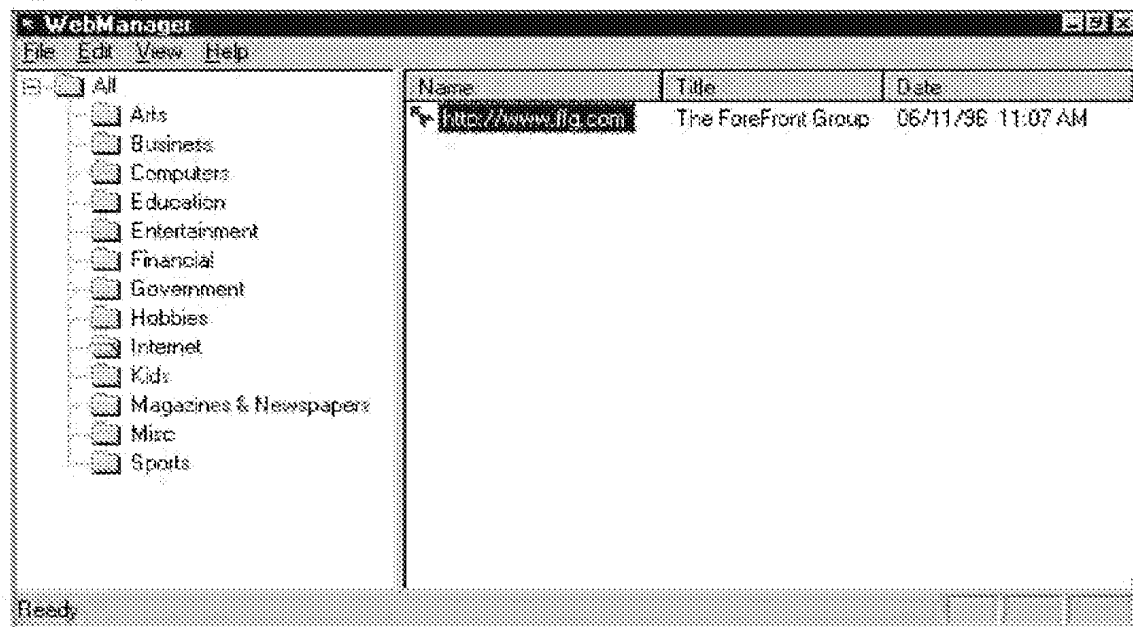 WebManager
File Edit View Help
All
Arts
Business
Computers
Education
Entertainment
Financial
Government
Hobbies
Internet
Kids
Magazines & Newspapers
Misc
Sports
Name Title Date
http://www.ffg.com The ForeFront Group 06/11/96 11:07 AM
Ready